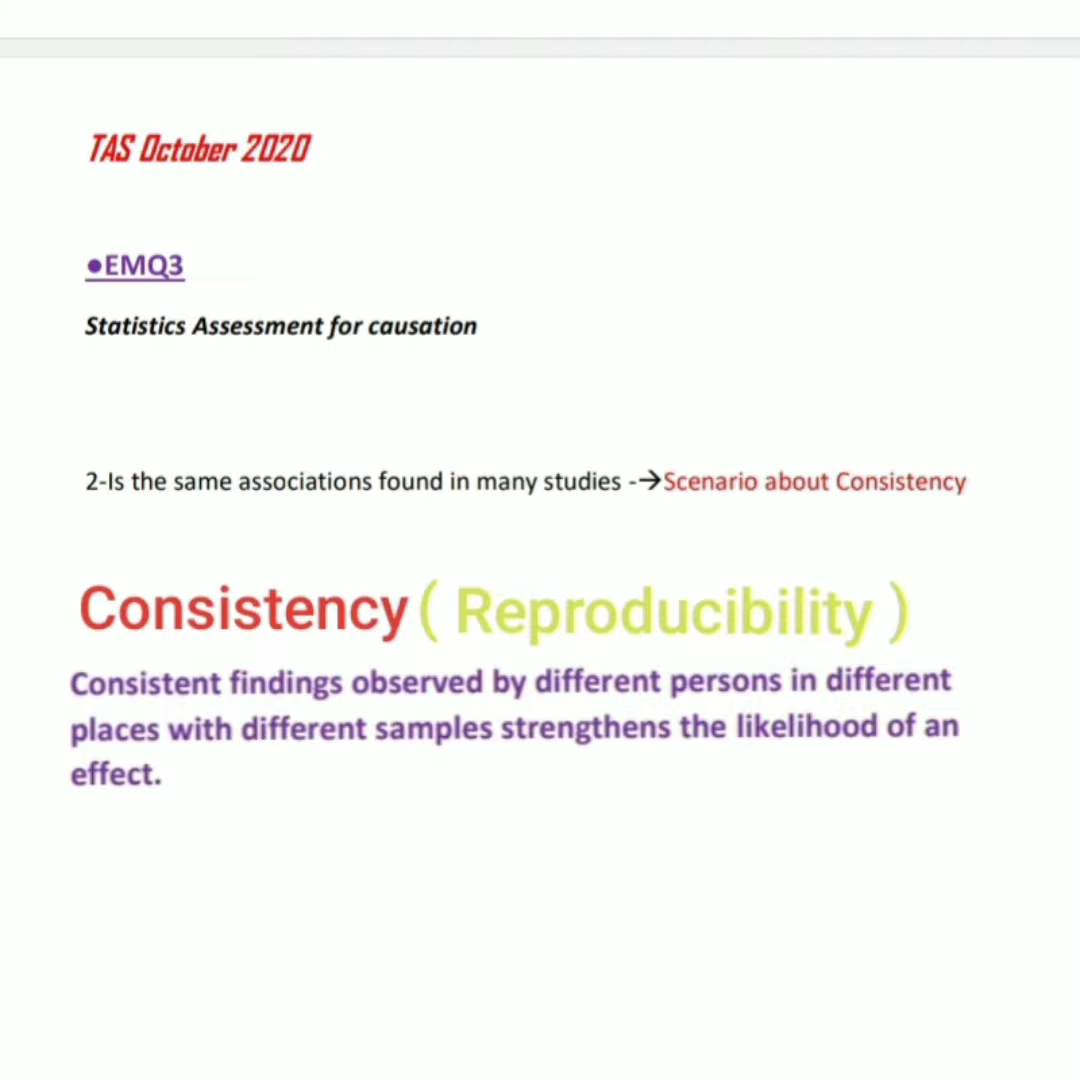 TAS October 2020
•EMQ3
Statistics Assessment for causation
2-Is the same associations found in many studies -→Scenario about Consistency
Consistency ( Reproducibility )
Consistent findings observed by different persons in different
places with different samples strengthens the likelihood of an
effect.